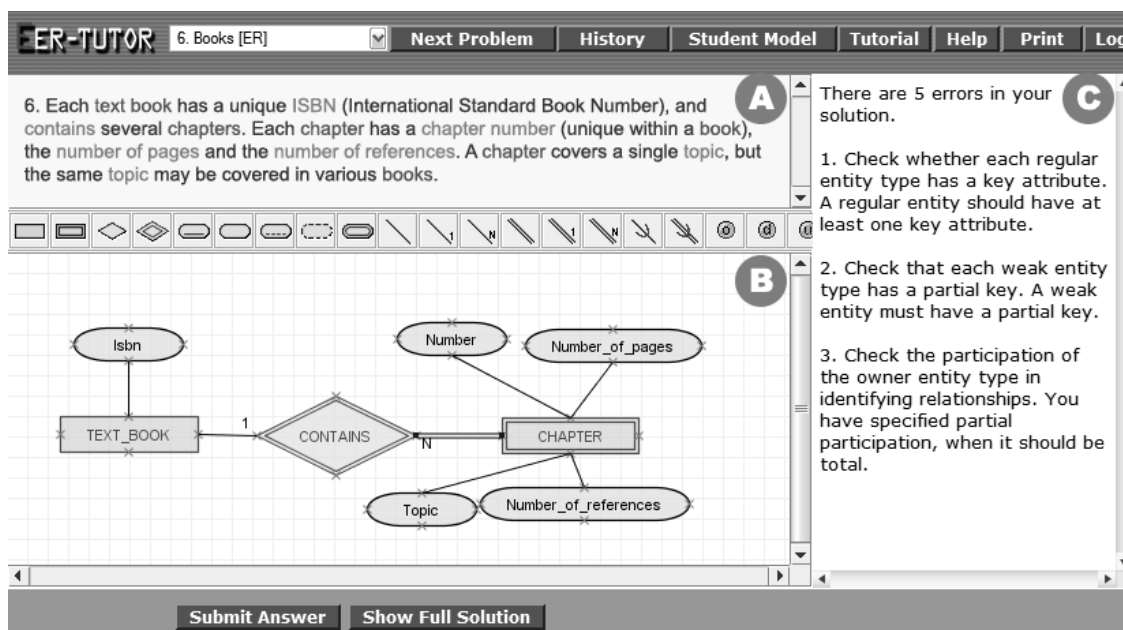 EER-TUTOR 6. Books [ER] Next Problem History Student Model Tutorial Help Print Log
6. Each text book has a unique ISBN (International Standard Book Number), and
contains several chapters. Each chapter has a chapter number (unique within a book),
the number of pages and the number of references. A chapter covers a single topic, but
the same topic may be covered in various books.
A
1 N 1 N o d
B
Isbn
Number
Number_of_pages
TEXT_BOOK
1
CONTAINS
N
CHAPTER
Topic
Number_of_references
C
There are 5 errors in your
solution.
1. Check whether each regular
entity type has a key attribute.
A regular entity should have at
least one key attribute.
2. Check that each weak entity
type has a partial key. A weak
entity must have a partial key.
3. Check the participation of
the owner entity type in
identifying relationships. You
have specified partial
participation, when it should be
total.
Submit Answer Show Full Solution